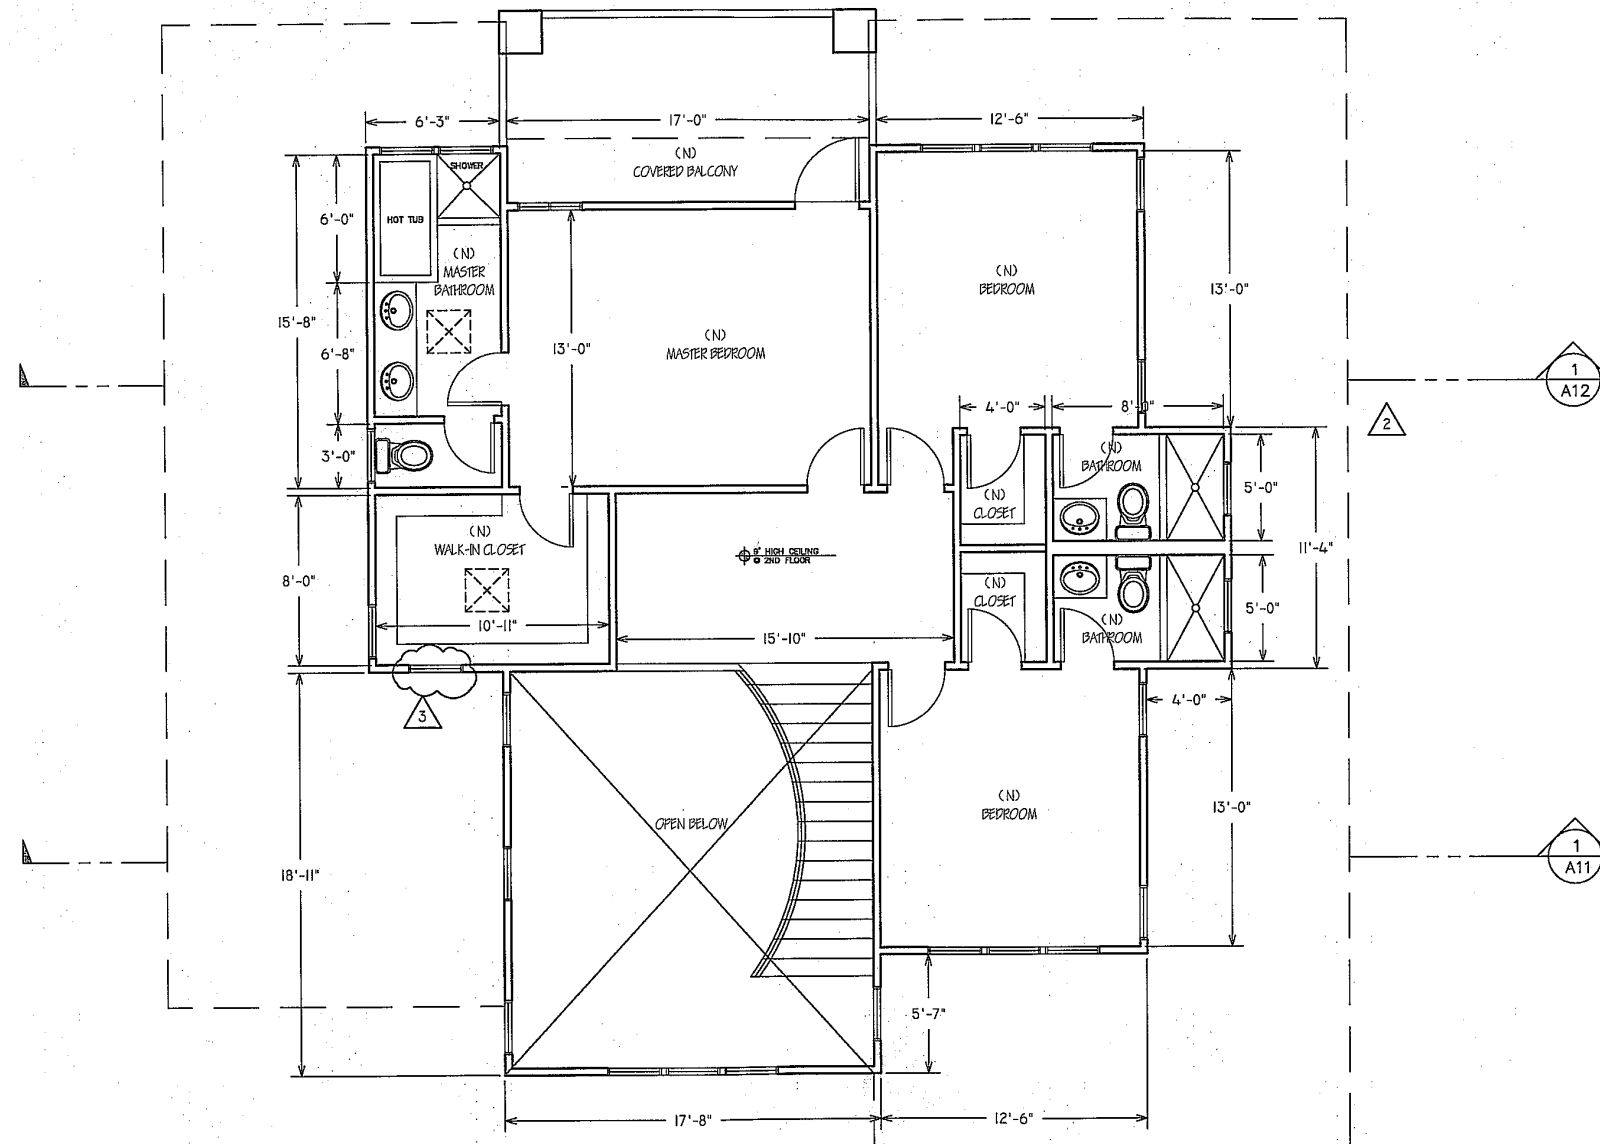 6'-3"
17'-0"
12'-6"
(N)
COVERED BALCONY
SHOWER
HOT TUB
6'-0"
(N)
MASTER
BATHROOM
15'-8"
6'-8"
13'-0"
(N)
MASTER BEDROOM
(N)
BEDROOM
13'-0"
1
A12
2
4'-0"
8'-0"
3'-0"
(N)
BATHROOM
5'-0"
(N)
CLOSET
(N)
WALK-IN CLOSET
9' HIGH CEILING
@ 2ND FLOOR
11'-4"
8'-0"
(N)
CLOSET
5'-0"
10'-11"
15'-10"
(N)
BATHROOM
3
4'-0"
(N)
BEDROOM
13'-0"
OPEN BELOW
1
A11
18'-11"
5'-7"
17'-8"
12'-6"